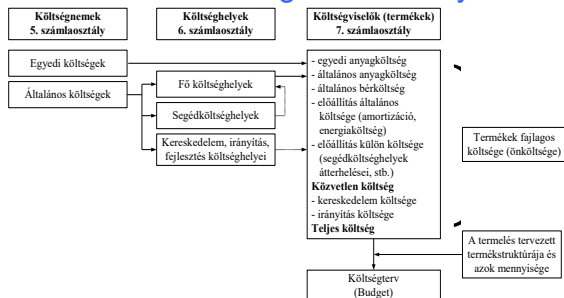 Költségnemek
5. számlaosztály
Költséghelyek
6. számlaosztály
Költségviselők (termékek)
7. számlaosztály
Egyedi költségek
Általános költségek
Fő költséghelyek
Segédköltséghelyek
Kereskedelem, irányítás,
fejlesztés költséghelyei
- egyedi anyagköltség
- általános anyagköltség
- általános bérköltség
- előállítás általános
költsége (amortizáció,
energiaköltség)
- előállítás külön költsége
(segédköltséghelyek
átterhelései, stb.)
Közvetlen költség
- kereskedelem költsége
- irányítás költsége
Teljes költség
Termékek fajlagos
költsége (önköltsége)
A termelés tervezett
termékstruktúrája és
azok mennyisége
Költségterv
(Budget)